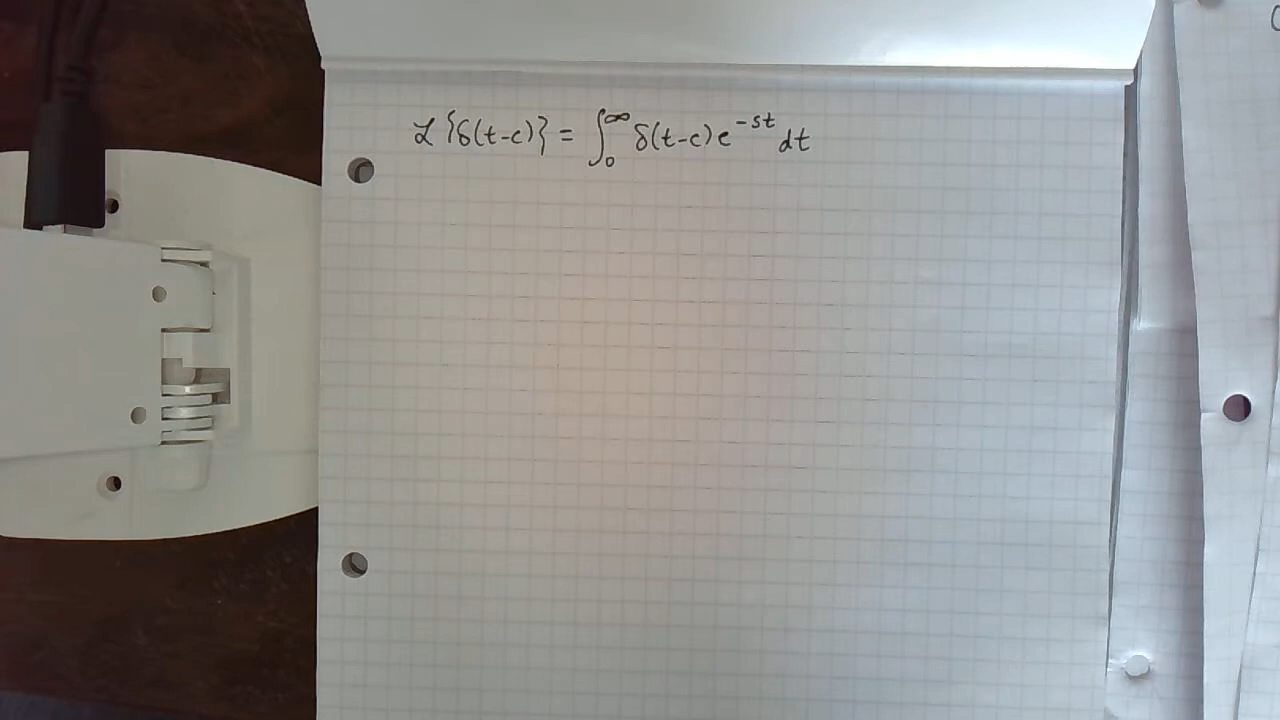 ℒ{δ(t-c)} = ∫₀^∞ δ(t-c)e^{-st} dt